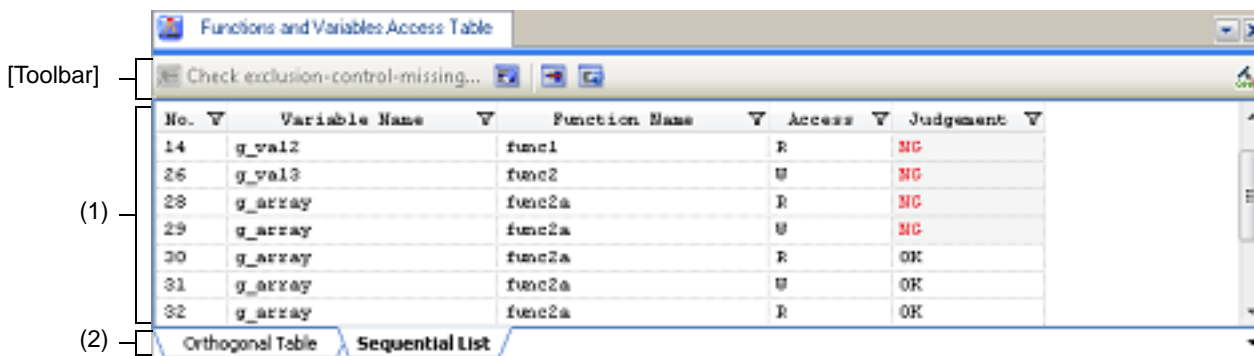 Functions and Variables Access Table
[Toolbar]
Check exclusion-control-missing...
No. Variable Name Function Name Access Judgement
14 g_val2 func1 R NG
26 g_val3 func2 W NG
28 g_array func2a R NG
(1)
29 g_array func2a W NG
30 g_array func2a R OK
31 g_array func2a W OK
32 g_array func2a R OK
(2)
Orthogonal Table Sequential List